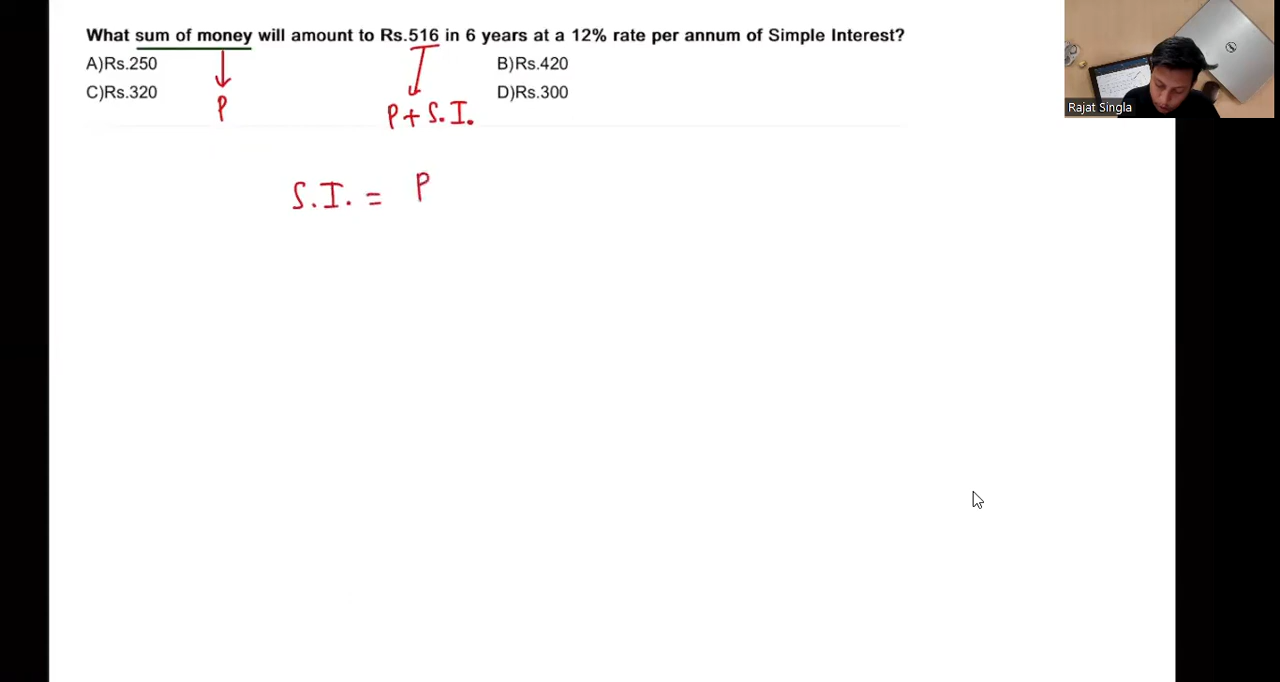 What sum of money will amount to Rs.516 in 6 years at a 12% rate per annum of Simple Interest?
A)Rs.250 B)Rs.420
C)Rs.320 D)Rs.300
P P + S.I.
S.I. = P
Rajat Singla